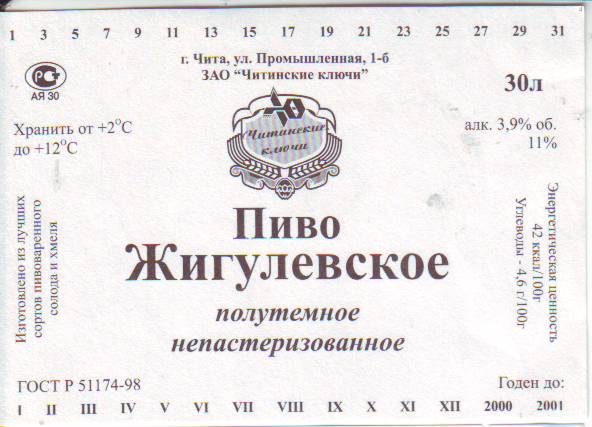 1 3 5 7 9 11 13 15 17 19 21 23 25 27 29 31
г. Чита, ул. Промышленная, 1-б
ЗАО "Читинские ключи"
РС
АЯ 30
30л
Хранить от +2°С
до +12°С
алк. 3,9% об.
11%
Читинские
ключи
Изготовлено из лучших
сортов пивоваренного
солода и хмеля
Энергетическая ценность
42 ккал/100г
Углеводы - 4,6 г/100г
Пиво
Жигулевское
полутемное
непастеризованное
ГОСТ Р 51174-98
Годен до:
I II III IV V VI VII VIII IX X XI XII 2000 2001